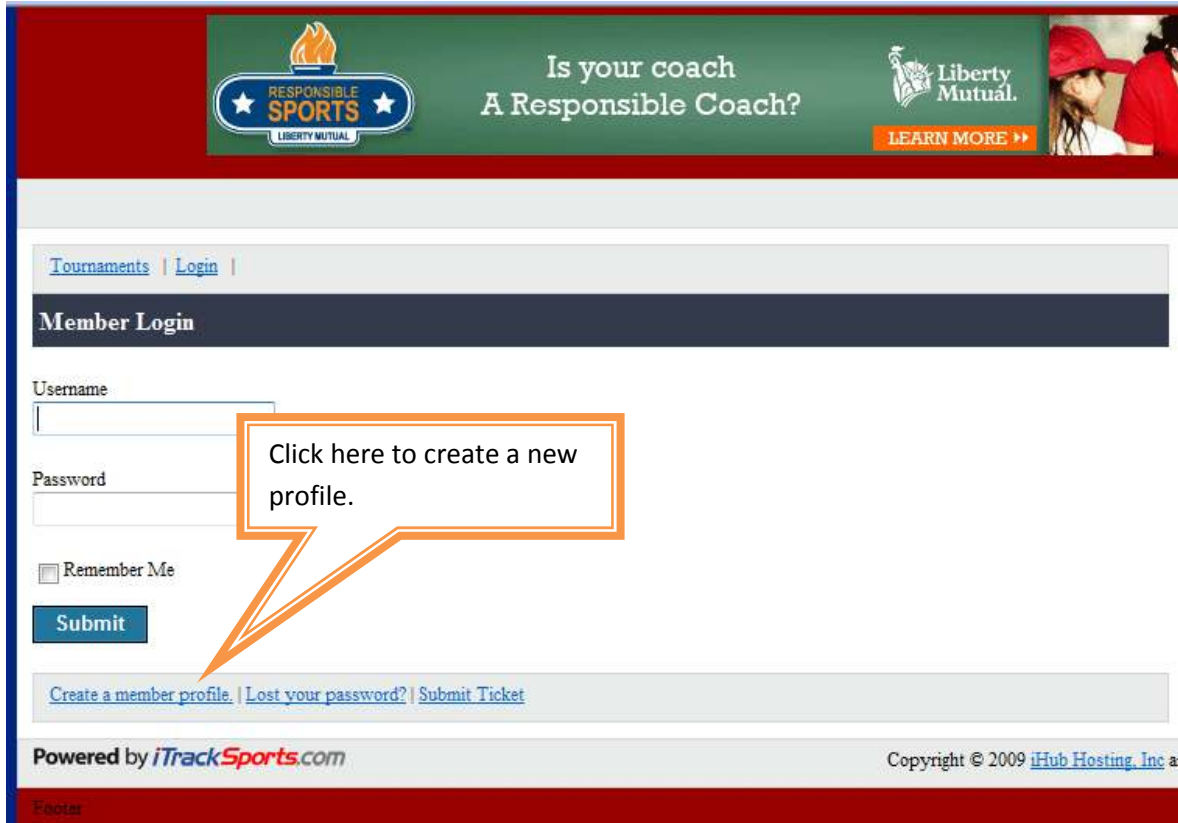 RESPONSIBLE
SPORTS
LIBERTY MUTUAL
Is your coach
A Responsible Coach?
Liberty
Mutual.
LEARN MORE
Tournaments | Login |
Member Login
Username
Password
Click here to create a new
profile.
Remember Me
Submit
Create a member profile. | Lost your password? | Submit Ticket
Powered by iTrackSports.com
Copyright © 2009 iHub Hosting, Inc a
Footer